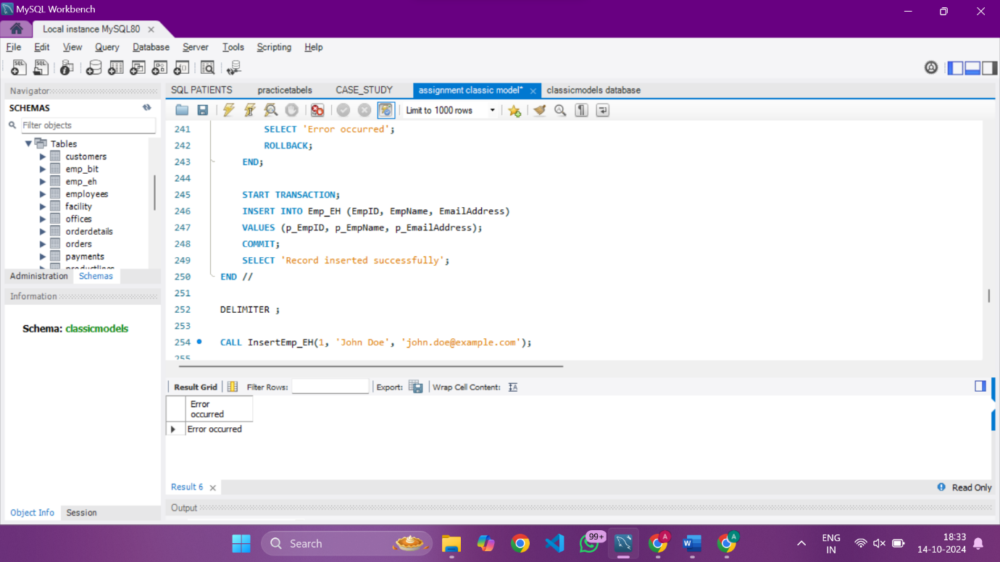 MySQL Workbench
Local instance MySQL80
File Edit View Query Database Server Tools Scripting Help
Navigator
SCHEMAS
Filter objects
Tables
customers
emp_bit
emp_eh
employees
facility
offices
orderdetails
orders
payments
productlines
Administration Schemas
Information
Schema: classicmodels
Object Info Session
SQL PATIENTS practicetabels CASE_STUDY assignment classic model* classicmodels database
Limit to 1000 rows
241 SELECT 'Error occurred';
242 ROLLBACK;
243 END;
244
245 START TRANSACTION;
246 INSERT INTO Emp_EH (EmpID, EmpName, EmailAddress)
247 VALUES (p_EmpID, p_EmpName, p_EmailAddress);
248 COMMIT;
249 SELECT 'Record inserted successfully';
250 END //
251
252 DELIMITER ;
253
254 CALL InsertEmp_EH(1, 'John Doe', 'john.doe@example.com');
255
Result Grid Filter Rows: Export: Wrap Cell Content:
Error
occurred
Error occurred
Result 6 Read Only
Output
Search
99+
A
A
ENG
IN
18:33
14-10-2024